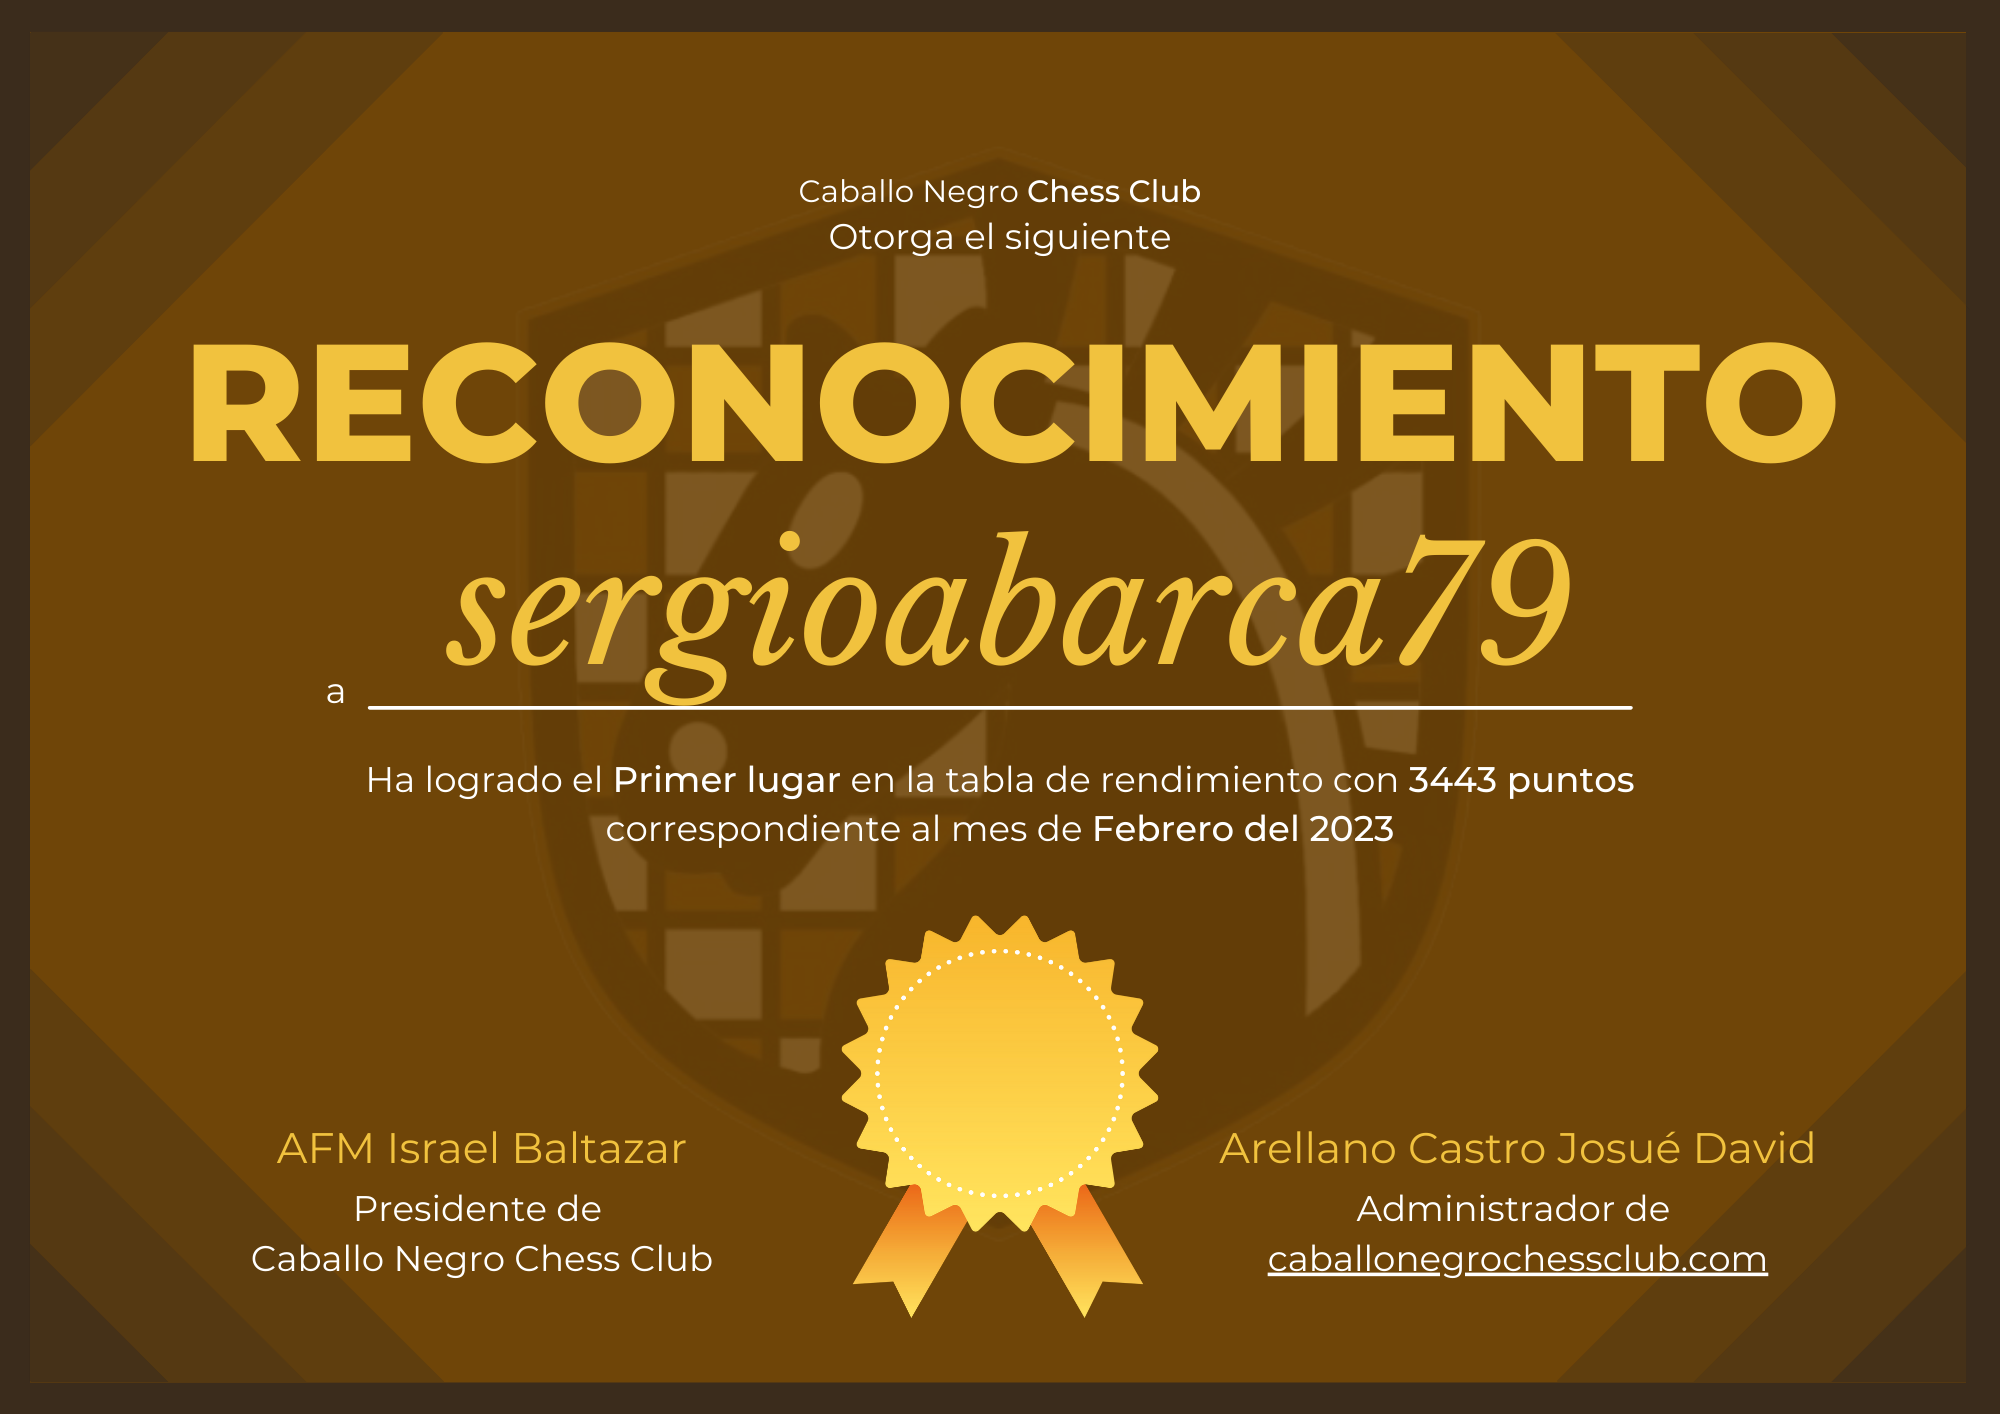 Caballo Negro Chess Club
Otorga el siguiente
RECONOCIMIENTO
a sergioabarca79
Ha logrado el Primer lugar en la tabla de rendimiento con 3443 puntos
correspondiente al mes de Febrero del 2023
AFM Israel Baltazar
Presidente de
Caballo Negro Chess Club
Arellano Castro Josué David
Administrador de
caballonegrochessclub.com